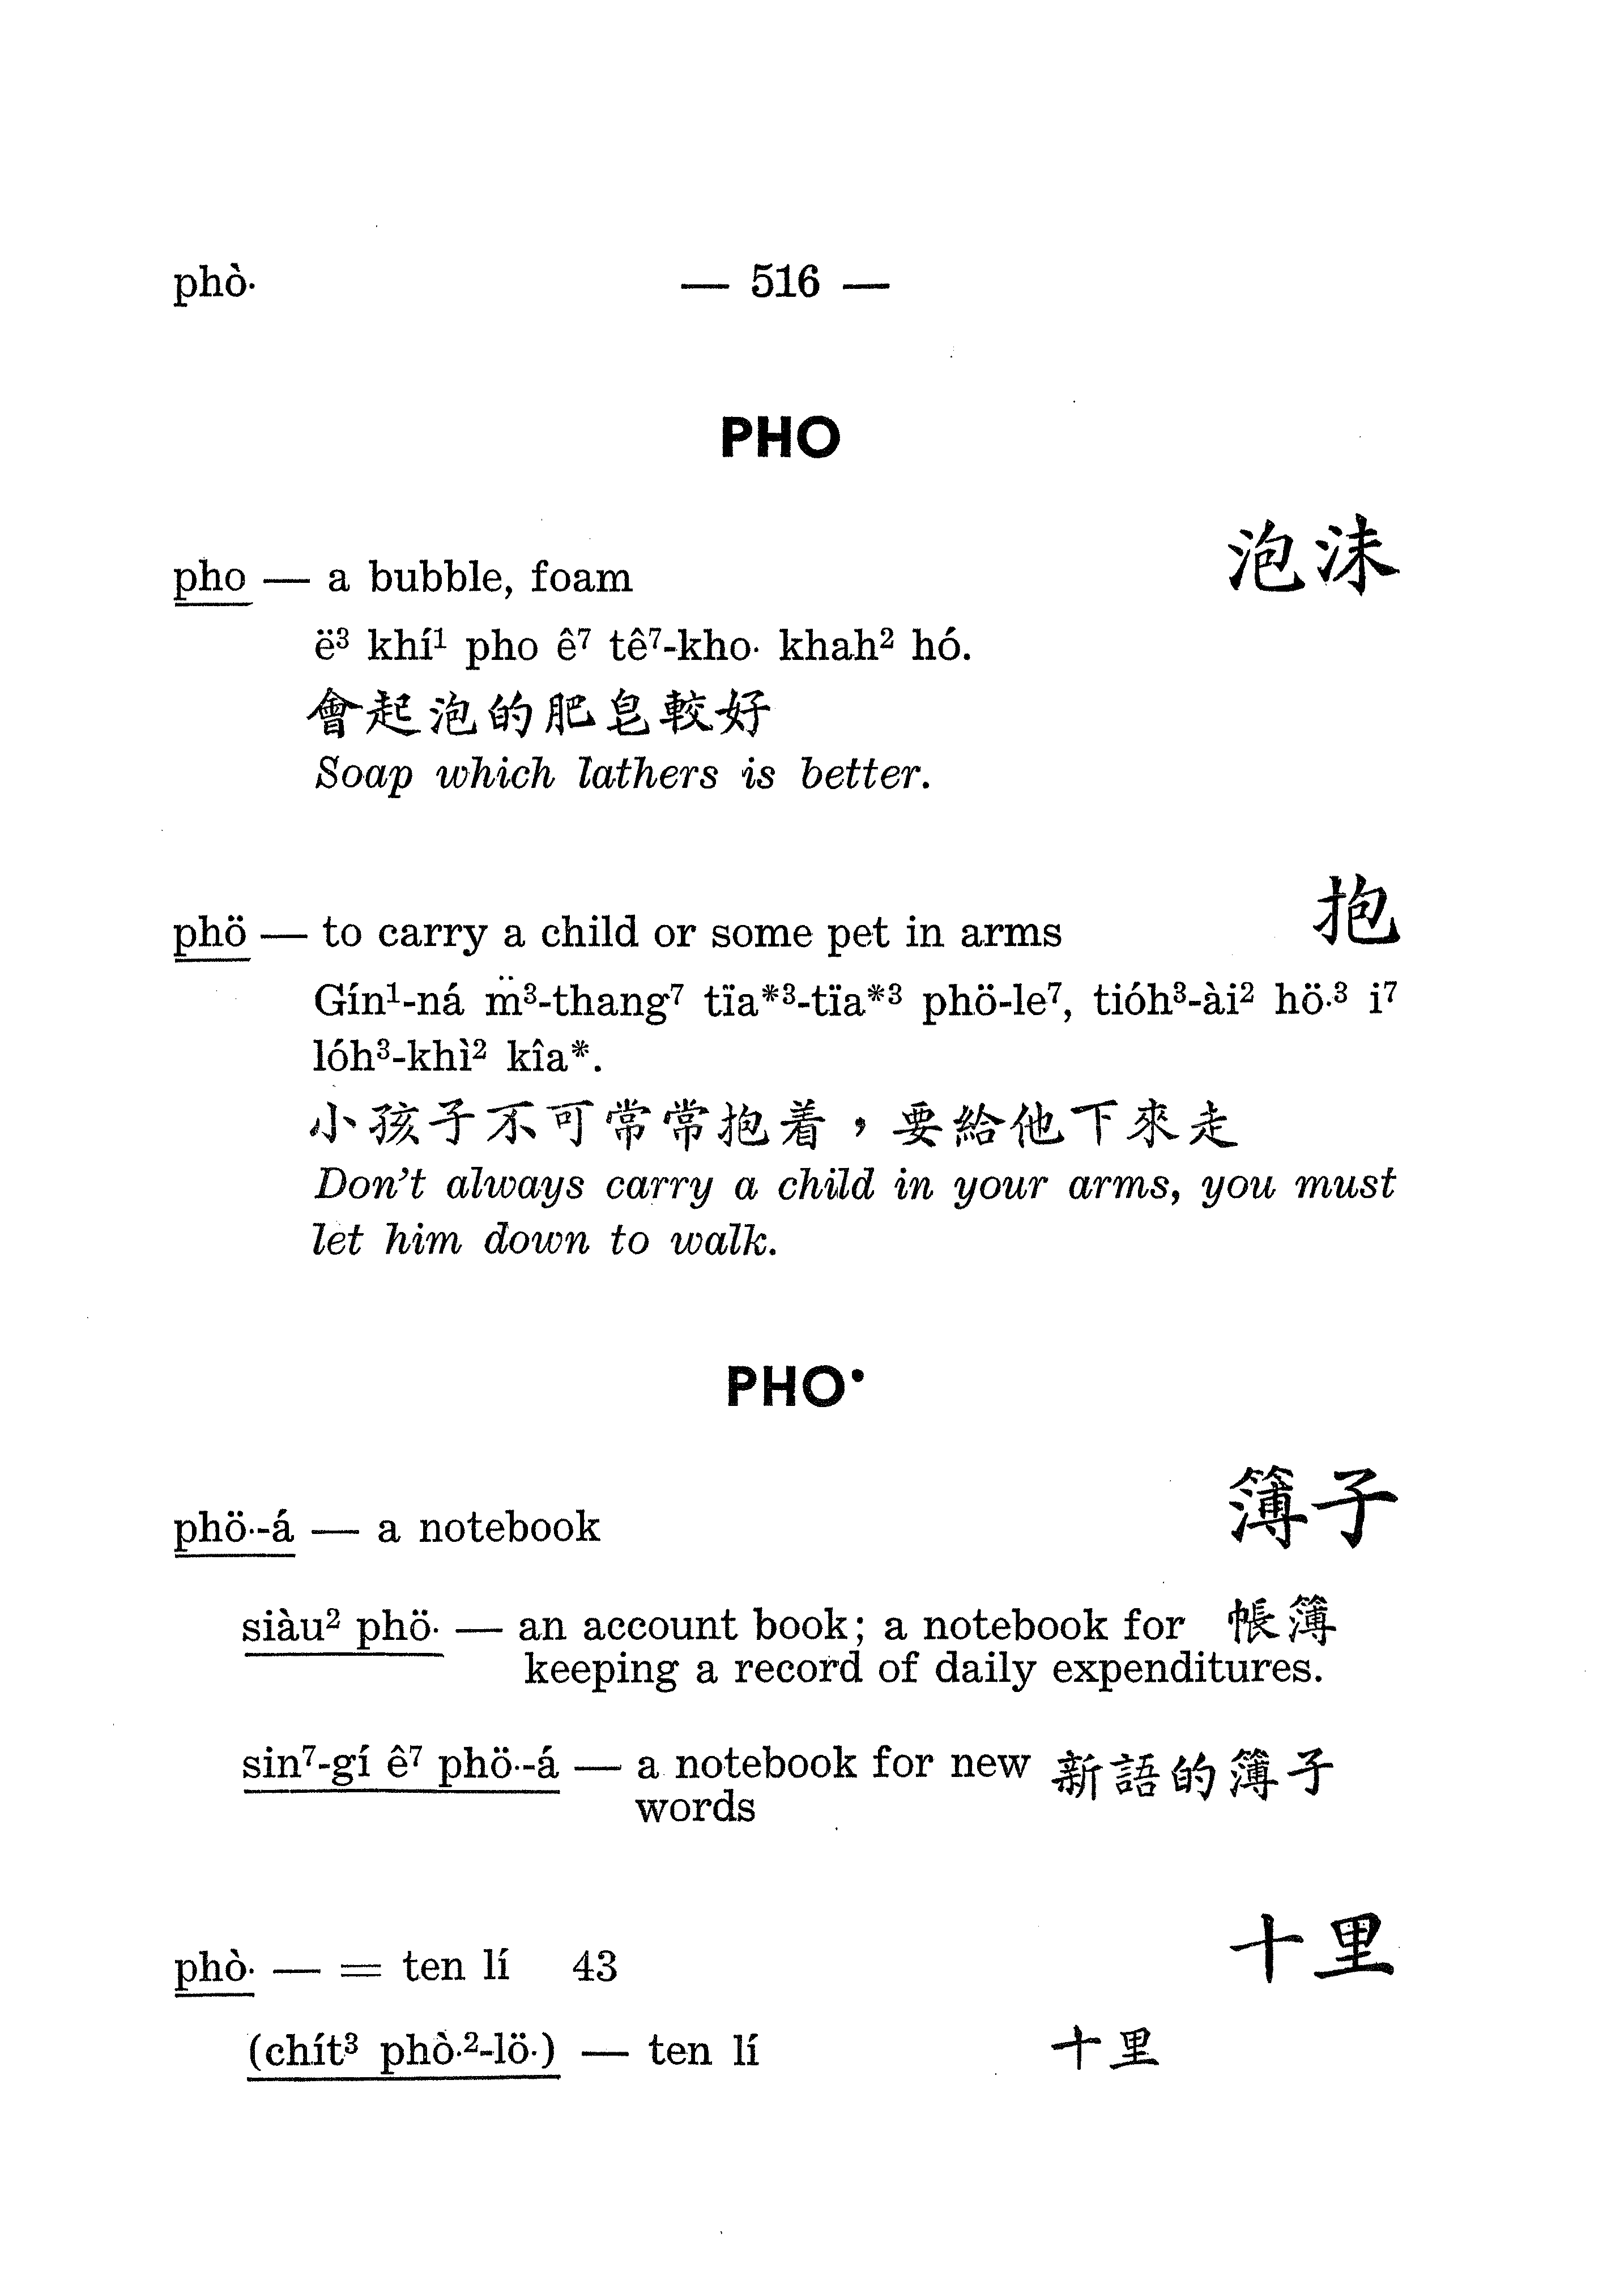 phò·
— 516 —
PHO
pho — a bubble, foam 泡沫
ë³ khí¹ pho ê⁷ tê⁷-kho· khah² hó.
會起泡的肥皂較好
Soap which lathers is better.
phö — to carry a child or some pet in arms 抱
Gín¹-ná m̈³-thang⁷ tïa*³-tïa*³ phö-le⁷, tióh³-ài² hö·³ i⁷
lóh³-khì² kîa*.
小孩子不可常常抱着，要給他下來走
Don't always carry a child in your arms, you must
let him down to walk.
PHO·
phö·-á — a notebook 簿子
siàu² phö· — an account book; a notebook for 帳簿
keeping a record of daily expenditures.
sin⁷-gí ê⁷ phö·-á — a notebook for new 新語的簿子
words
phò· — = ten lí 43 十里
(chít³ phò·²-lö·) — ten lí 十里